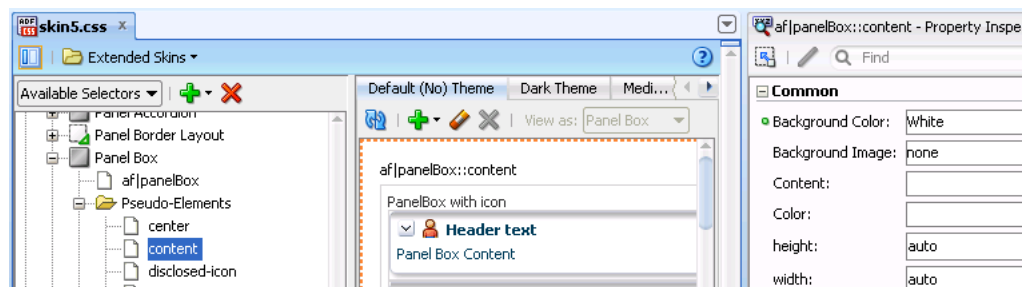 skin5.css
af|panelBox::content - Property Inspe
Extended Skins
Find
Available Selectors
Default (No) Theme Dark Theme Medi...
Common
Panel Accordion
View as: Panel Box
Background Color: White
Panel Border Layout
Background Image: none
Panel Box
af|panelBox::content
Content:
af|panelBox
PanelBox with icon
Color:
Pseudo-Elements
center
Header text
height: auto
content
Panel Box Content
disclosed-icon
width: auto